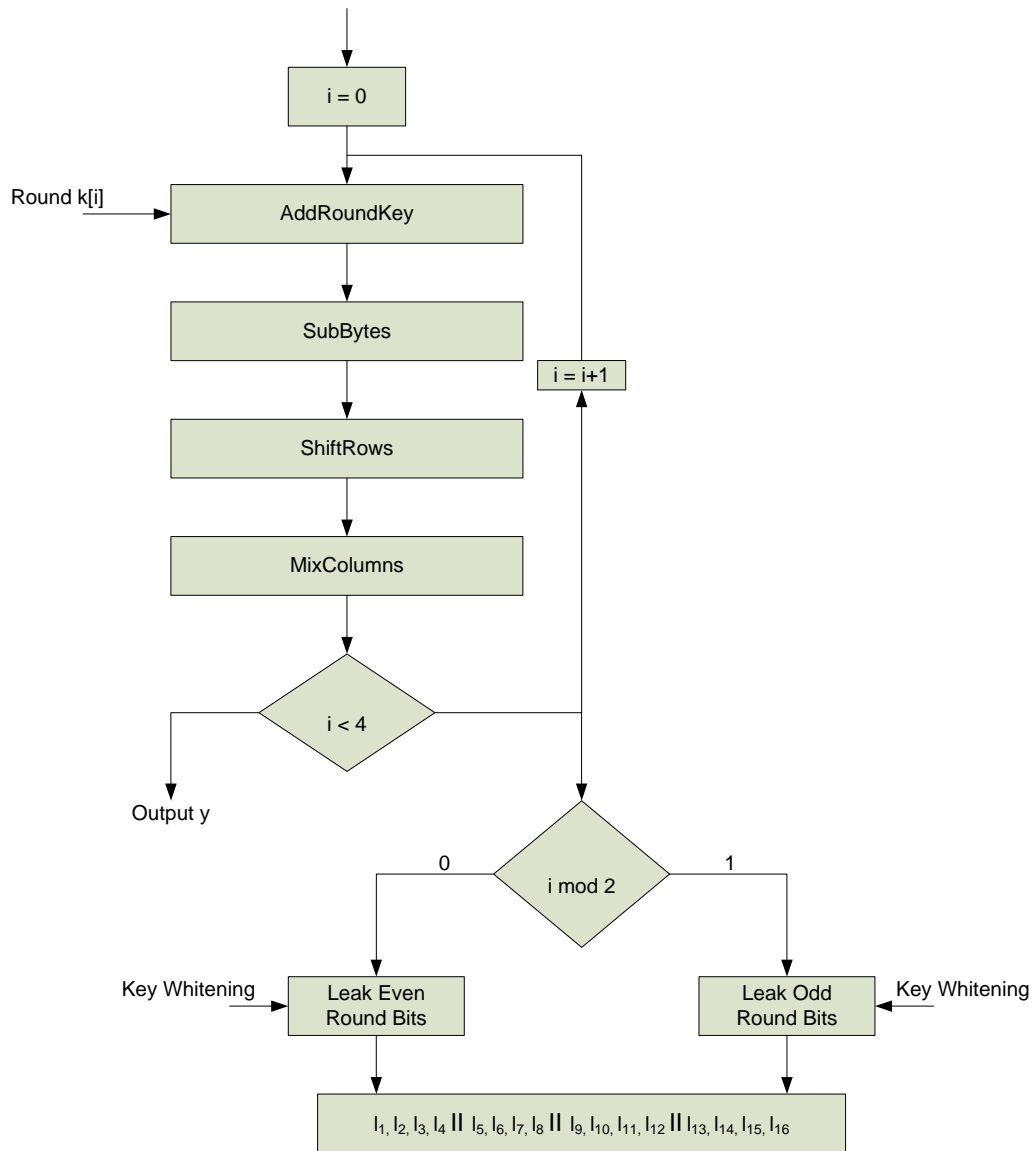 i = 0
Round k[i]
AddRoundKey
SubBytes
i = i+1
ShiftRows
MixColumns
i < 4
Output y
0
1
i mod 2
Key Whitening
Leak Even
Round Bits
Leak Odd
Round Bits
Key Whitening
l₁, l₂, l₃, l₄ || l₅, l₆, l₇, l₈ || l₉, l₁₀, l₁₁, l₁₂ || l₁₃, l₁₄, l₁₅, l₁₆